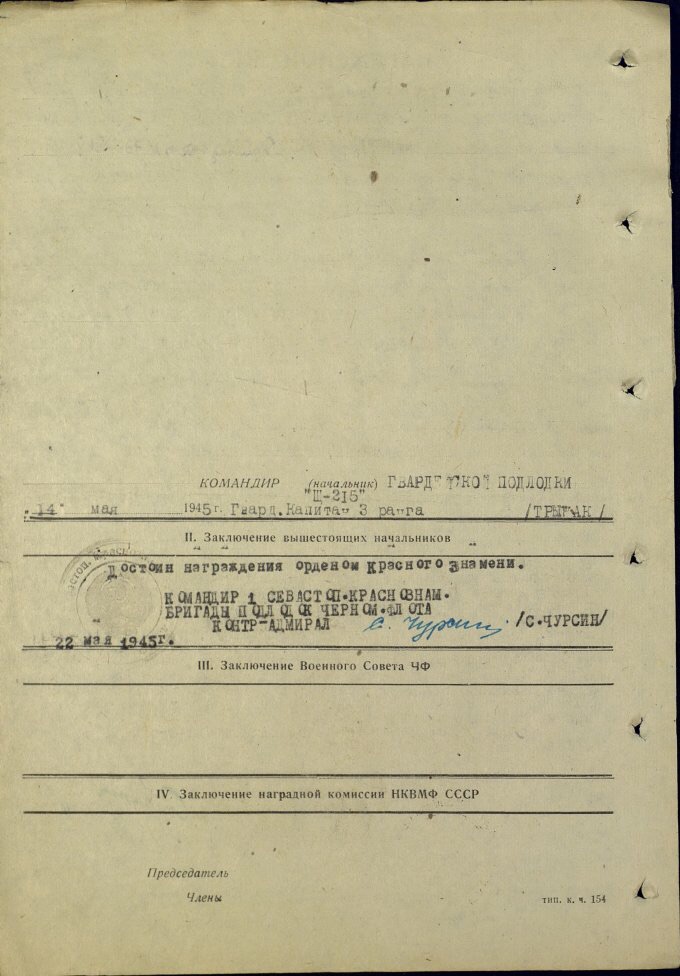 КОМАНДИР (начальник) ГВАРДЕЙСКОЙ ПОДЛОДКИ
"Щ-215"
"14" мая 1945 г. Гвард. Капитан 3 ранга /ТРЫГАК/
II. Заключение вышестоящих начальников
Достоин награждения орденом Красного Знамени.
КОМАНДИР 1 СЕВАСТОП. КРАСНОЗНАМ.
БРИГАДЫ ПОДЛОДОК ЧЕРНОМ. ФЛОТА
КОНТР-АДМИРАЛ С. Чурсин /С. ЧУРСИН/
22 мая 1945 г.
III. Заключение Военного Совета ЧФ
IV. Заключение наградной комиссии НКВМФ СССР
Председатель
Члены
тип. к. ч. 154